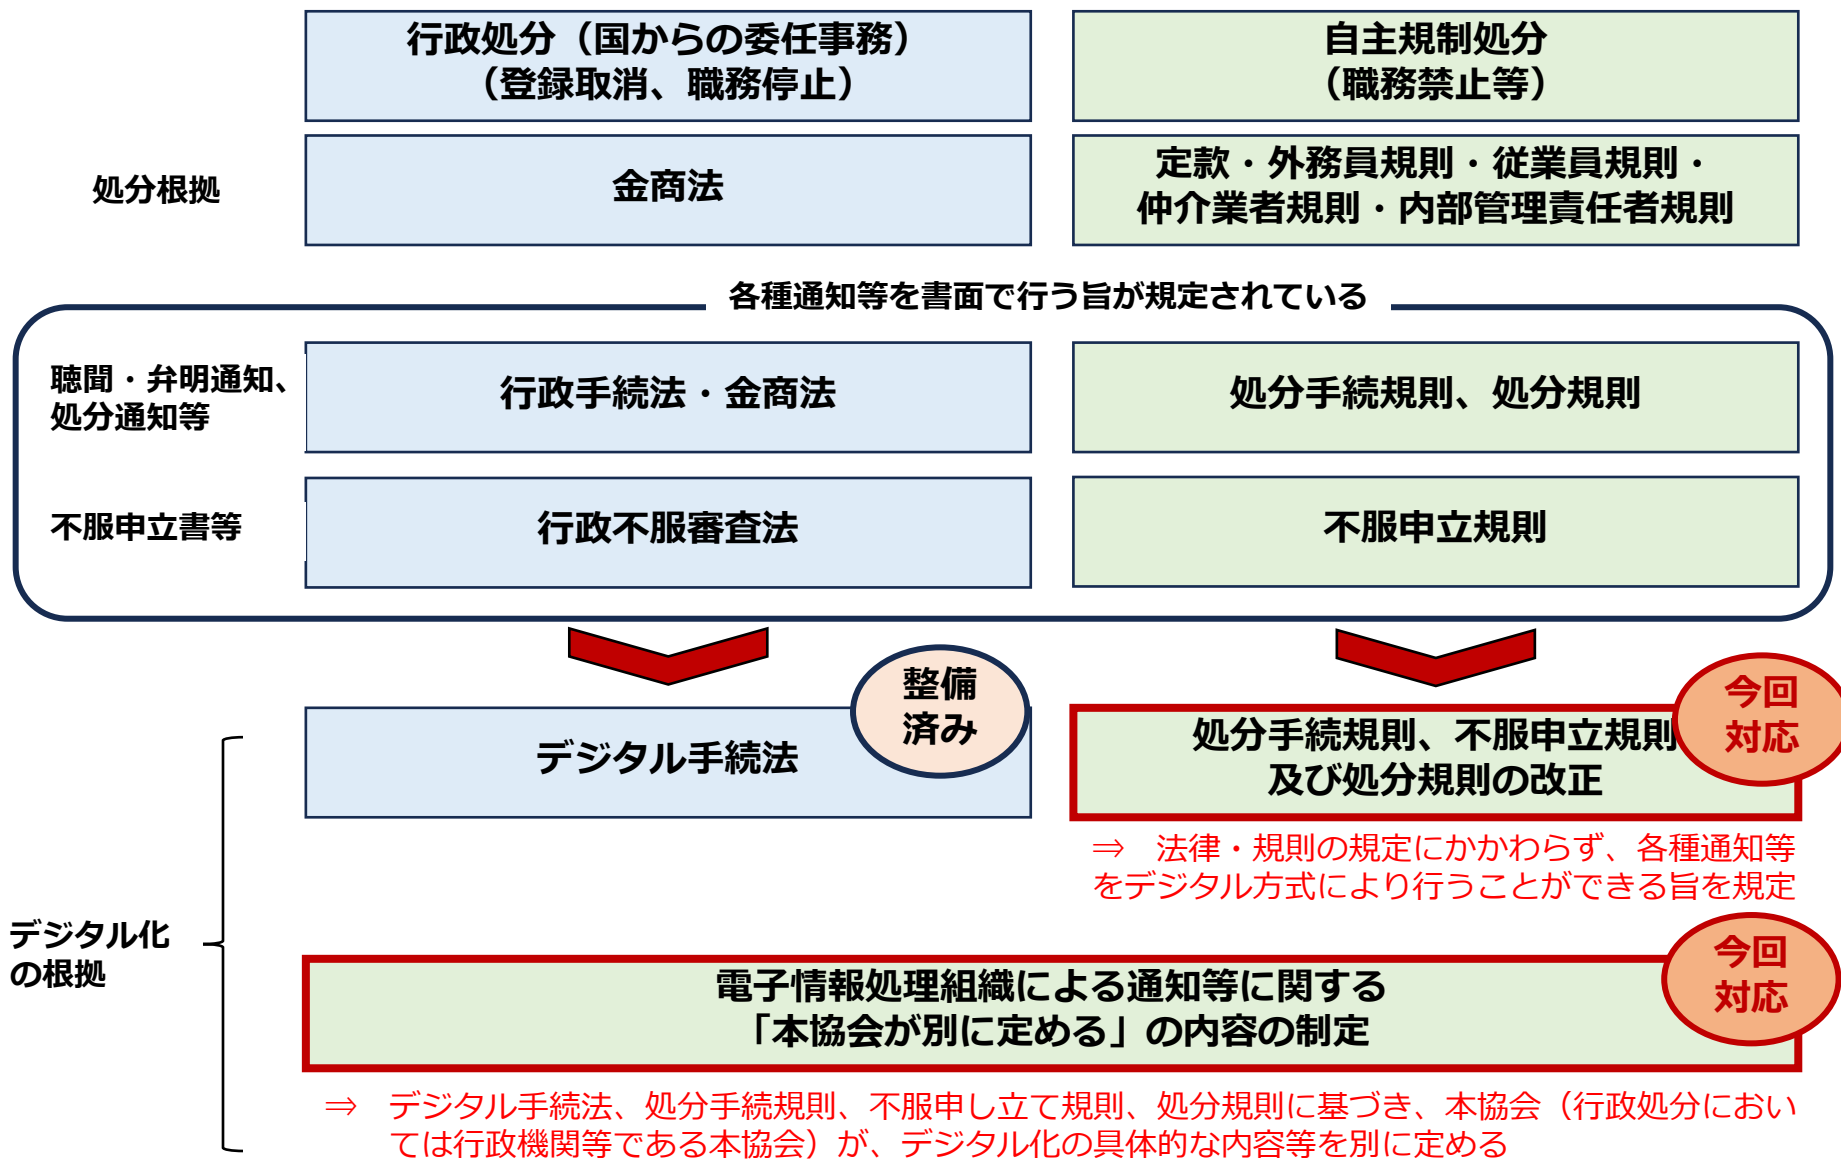 行政処分（国からの委任事務）
（登録取消、職務停止）
自主規制処分
（職務禁止等）
処分根拠
金商法
定款・外務員規則・従業員規則・
仲介業者規則・内部管理責任者規則
各種通知等を書面で行う旨が規定されている
聴聞・弁明通知、
処分通知等
行政手続法・金商法
処分手続規則、処分規則
不服申立書等
行政不服審査法
不服申立規則
整備
済み
今回
対応
デジタル手続法
処分手続規則、不服申立規則
及び処分規則の改正
⇒　法律・規則の規定にかかわらず、各種通知等
をデジタル方式により行うことができる旨を規定
デジタル化
の根拠
今回
対応
電子情報処理組織による通知等に関する
「本協会が別に定める」の内容の制定
⇒　デジタル手続法、処分手続規則、不服申し立て規則、処分規則に基づき、本協会（行政処分におい
ては行政機関等である本協会）が、デジタル化の具体的な内容等を別に定める